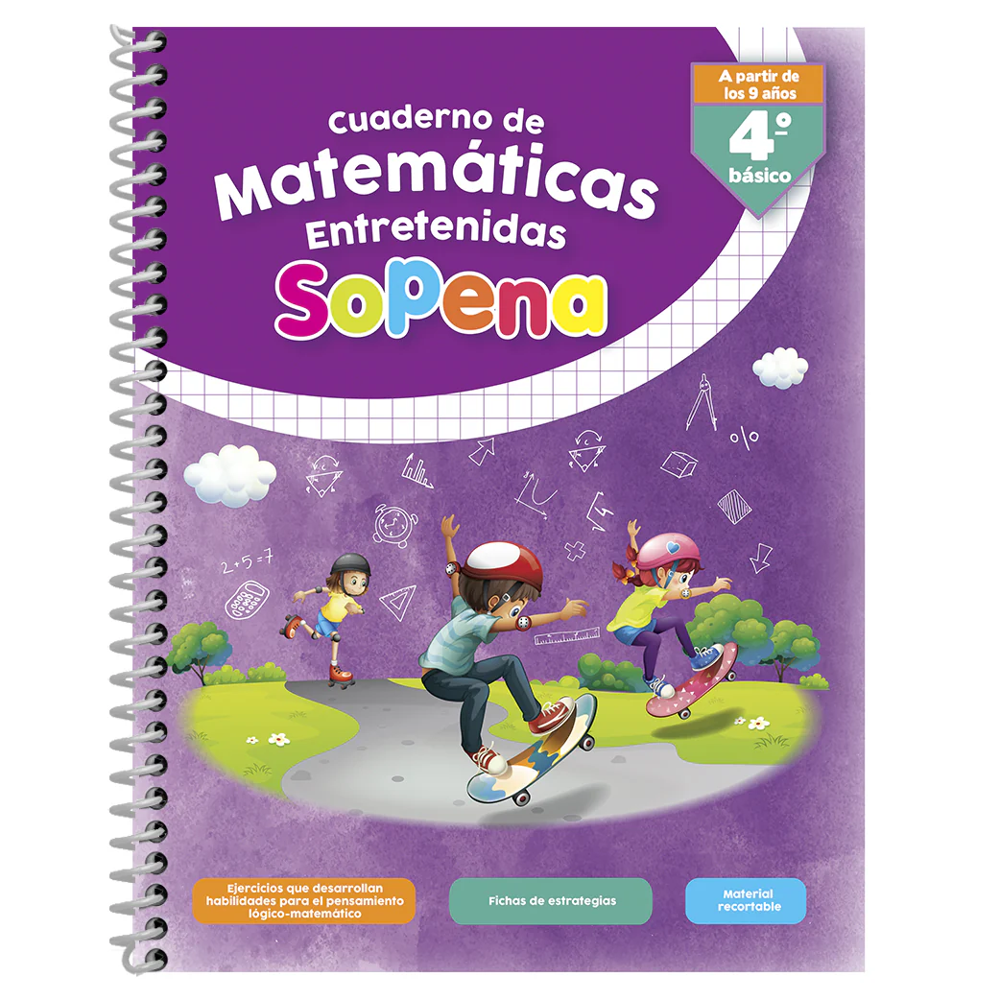 A partir de
los 9 años
4º
básico
Cuaderno de
Matemáticas
Entretenidas
Sopena
%
2+5=7
Ejercicios que desarrollan
habilidades para el pensamiento
lógico-matemático
Fichas de estrategias
Material
recortable